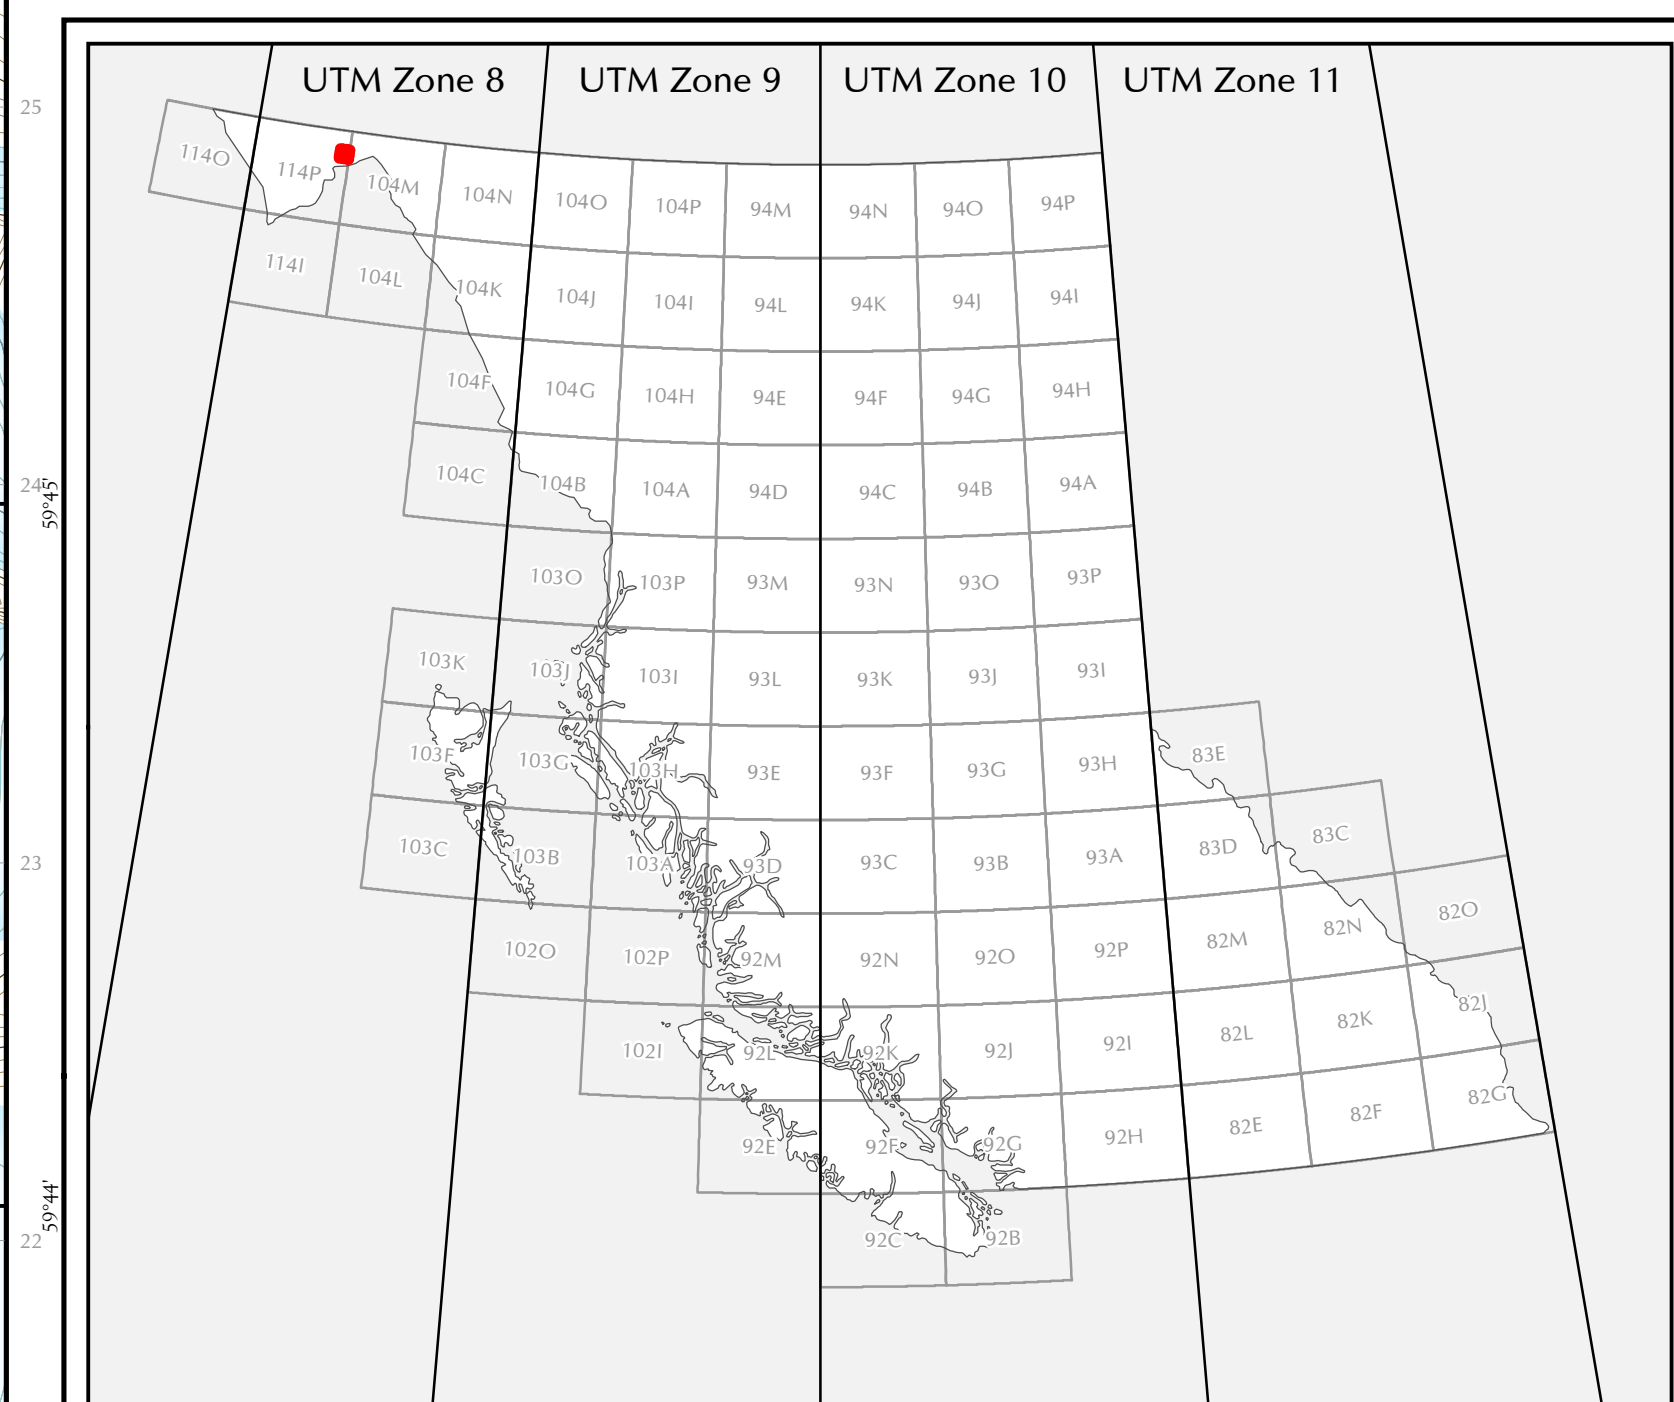 UTM Zone 8 UTM Zone 9 UTM Zone 10 UTM Zone 11
25
114O 114P 104M 104N 104O 104P 94M 94N 94O 94P
114I 104L 104K 104J 104I 94L 94K 94J 94I
104F 104G 104H 94E 94F 94G 94H
24
59°45'
104C 104B 104A 94D 94C 94B 94A
103O 103P 93M 93N 93O 93P
103K 103J 103I 93L 93K 93J 93I
103F 103G 103H 93E 93F 93G 93H 83E
23
103C 103B 103A 93D 93C 93B 93A 83D 83C
102O 102P 92M 92N 92O 92P 82M 82N 82O
102I 92L 92K 92J 92I 82L 82K 82J
92E 92F 92G 92H 82E 82F 82G
59°44'
22
92C 92B